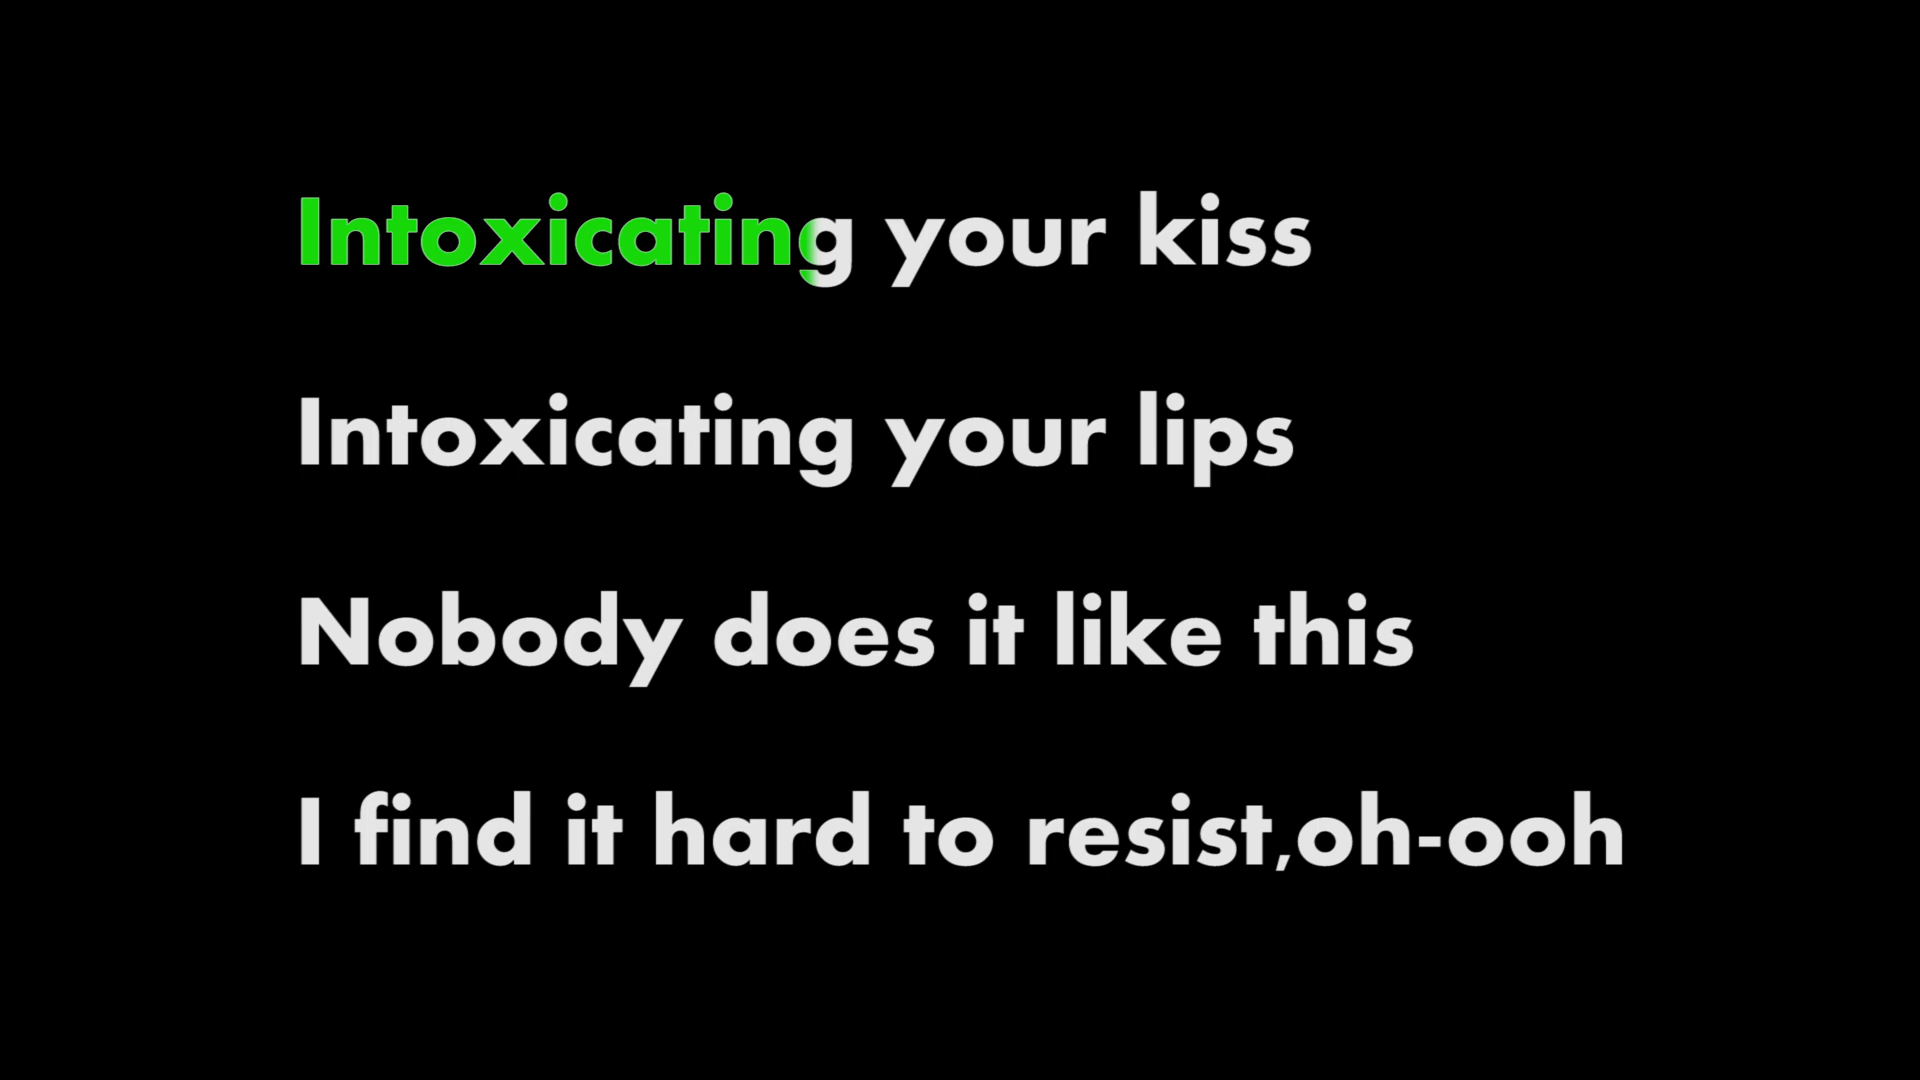 Intoxicating your kiss
Intoxicating your lips
Nobody does it like this
I find it hard to resist,oh-ooh